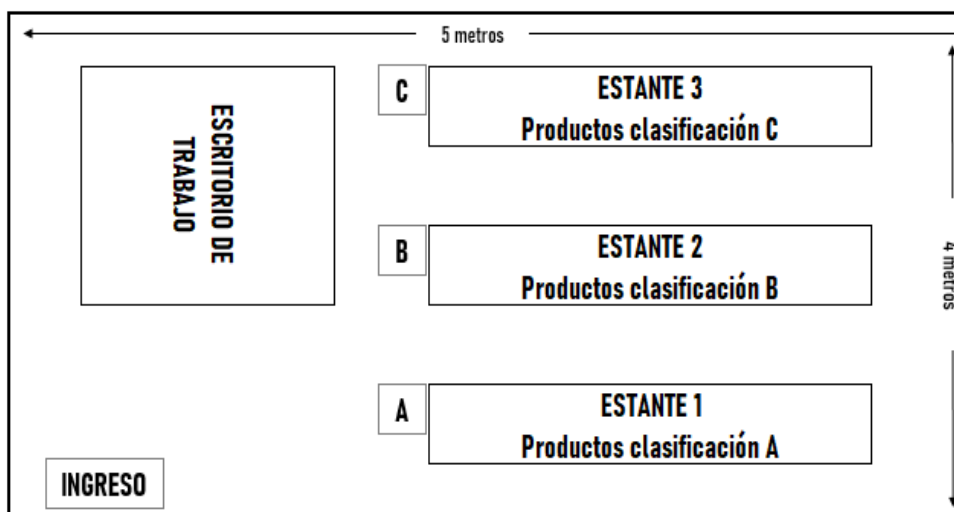 5 metros
ESCRITORIO DE
TRABAJO
C
ESTANTE 3
Productos clasificación C
B
ESTANTE 2
Productos clasificación B
4 metros
A
ESTANTE 1
Productos clasificación A
INGRESO